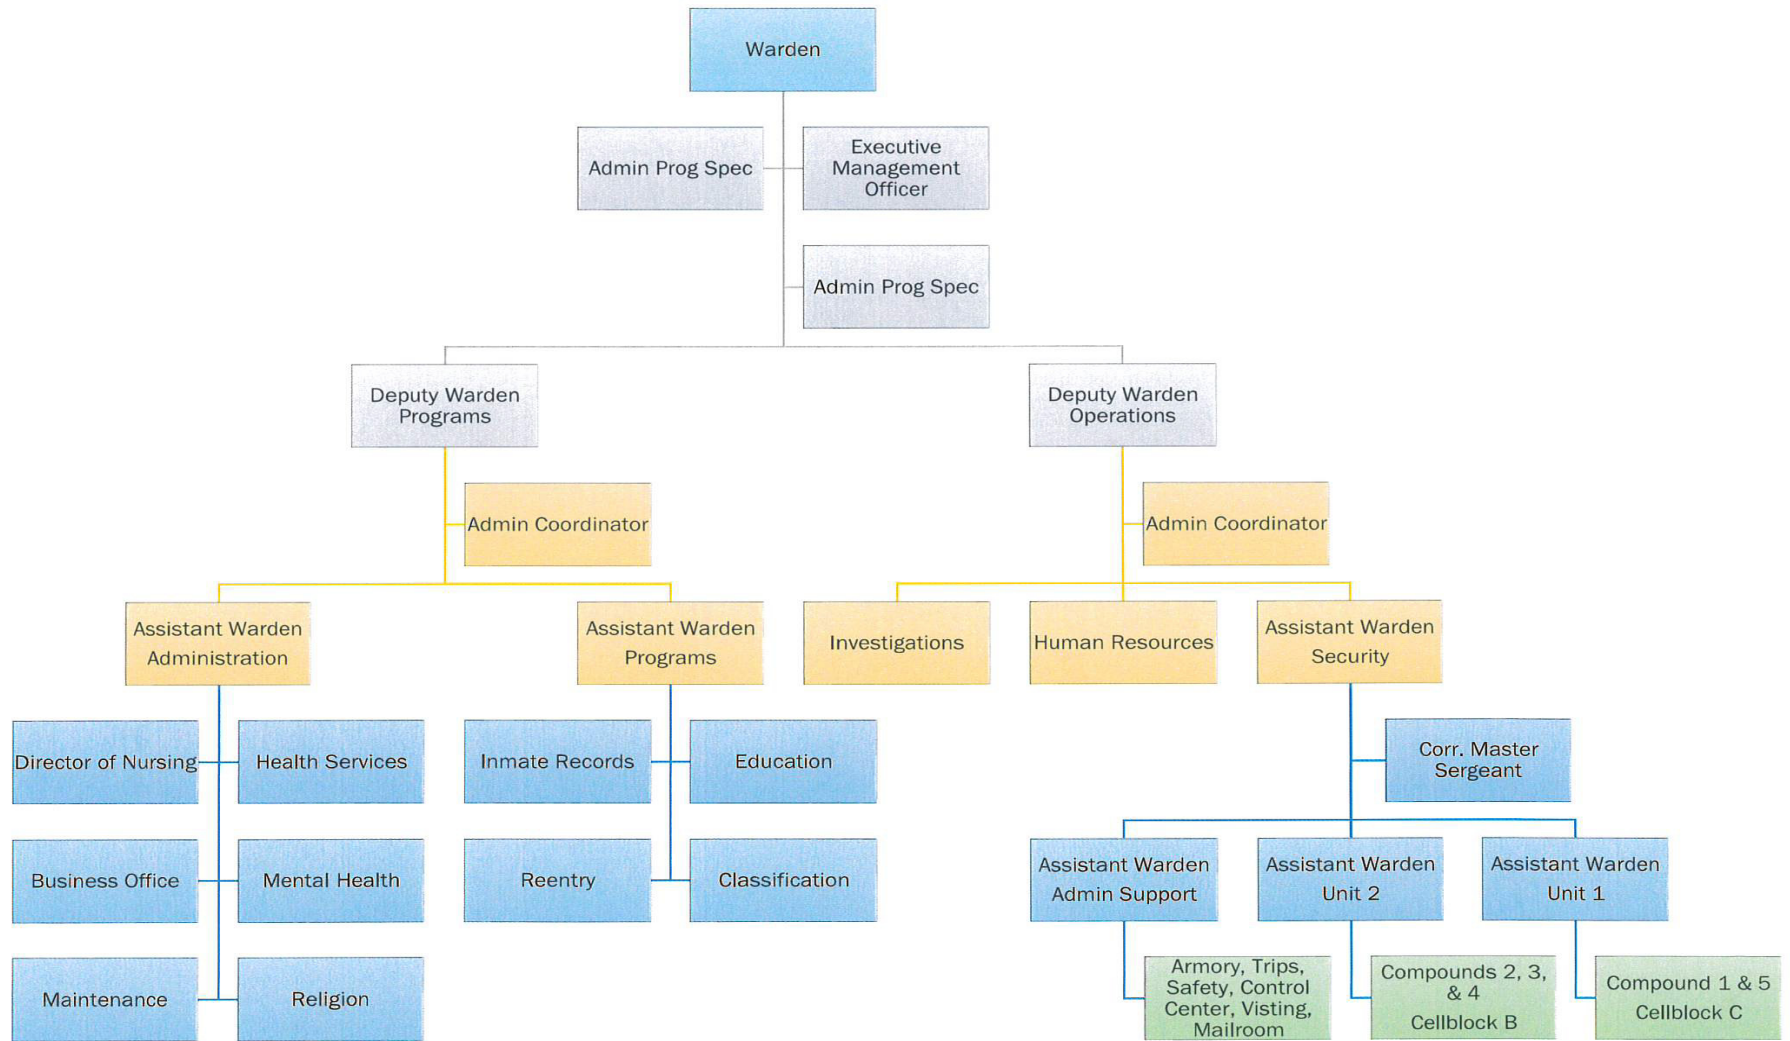 Warden
Admin Prog Spec
Executive
Management
Officer
Admin Prog Spec
Deputy Warden
Programs
Deputy Warden
Operations
Admin Coordinator
Admin Coordinator
Assistant Warden
Administration
Assistant Warden
Programs
Investigations
Human Resources
Assistant Warden
Security
Director of Nursing
Health Services
Inmate Records
Education
Corr. Master
Sergeant
Business Office
Mental Health
Reentry
Classification
Assistant Warden
Admin Support
Assistant Warden
Unit 2
Assistant Warden
Unit 1
Maintenance
Religion
Armory, Trips,
Safety, Control
Center, Visting,
Mailroom
Compounds 2, 3,
& 4
Cellblock B
Compound 1 & 5
Cellblock C